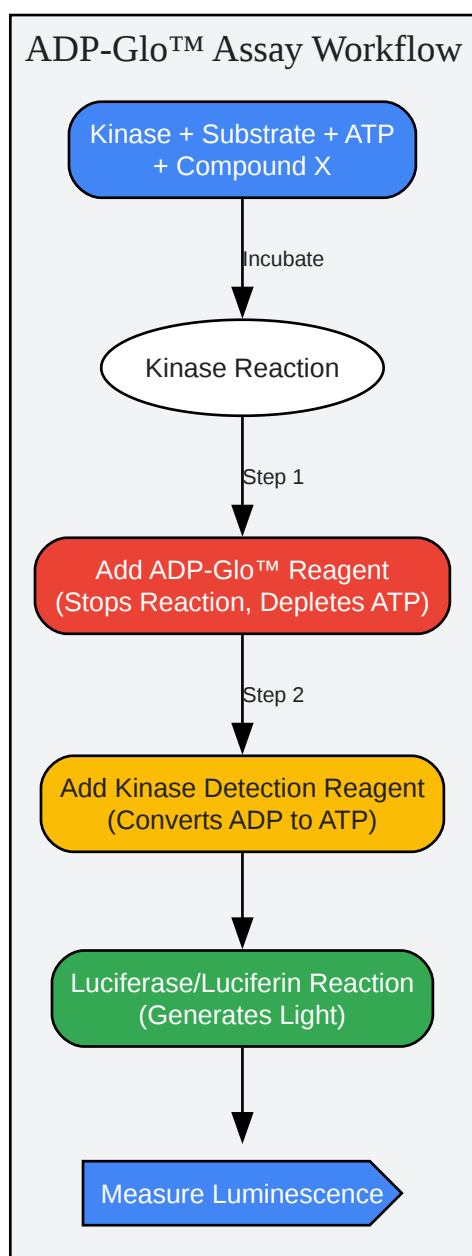 ADP-Glo™ Assay Workflow
Kinase + Substrate + ATP
+ Compound X
Incubate
Kinase Reaction
Step 1
Add ADP-Glo™ Reagent
(Stops Reaction, Depletes ATP)
Step 2
Add Kinase Detection Reagent
(Converts ADP to ATP)
Luciferase/Luciferin Reaction
(Generates Light)
Measure Luminescence